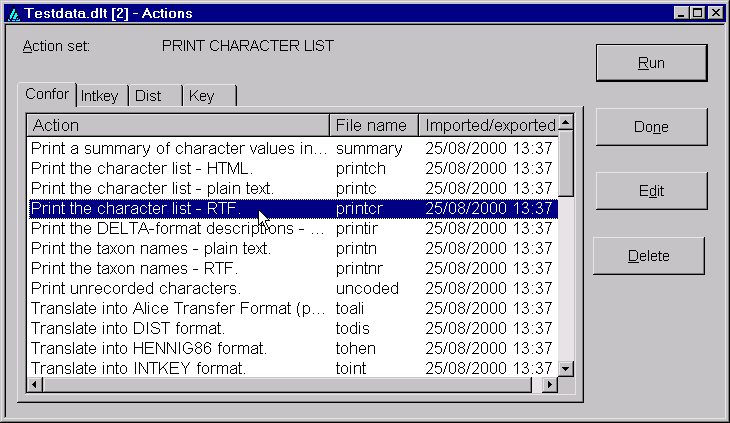 Testdata.dlt [2] - Actions
Action set: PRINT CHARACTER LIST
Run
Confor Intkey Dist Key
Done
Action File name Imported/exported
Print a summary of character values in... summary 25/08/2000 13:37
Print the character list - HTML. printch 25/08/2000 13:37
Print the character list - plain text. printc 25/08/2000 13:37
Edit
Print the character list - RTF. printcr 25/08/2000 13:37
Print the DELTA-format descriptions - ... printir 25/08/2000 13:37
Print the taxon names - plain text. printn 25/08/2000 13:37
Delete
Print the taxon names - RTF. printnr 25/08/2000 13:37
Print unrecorded characters. uncoded 25/08/2000 13:37
Translate into Alice Transfer Format (p... toali 25/08/2000 13:37
Translate into DIST format. todis 25/08/2000 13:37
Translate into HENNIG86 format. tohen 25/08/2000 13:37
Translate into INTKEY format. toint 25/08/2000 13:37